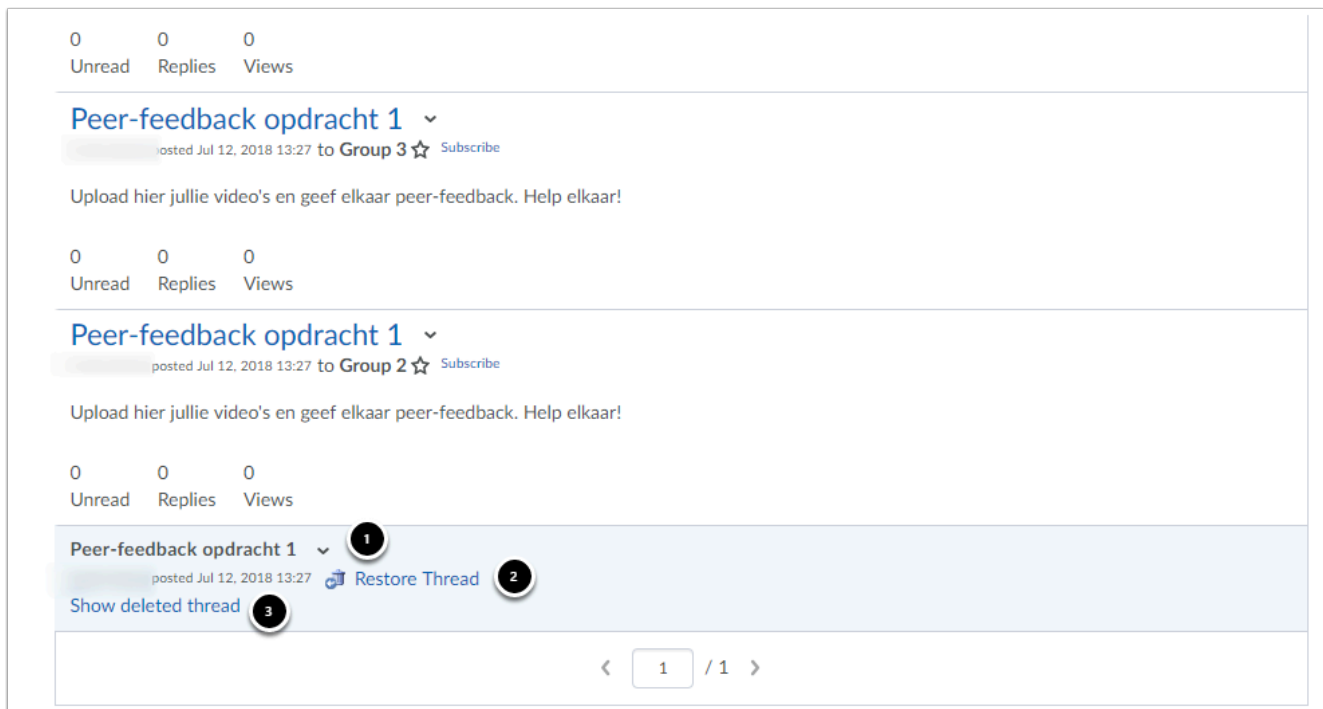 0 0 0
Unread Replies Views
Peer-feedback opdracht 1
posted Jul 12, 2018 13:27 to Group 3 Subscribe
Upload hier jullie video's en geef elkaar peer-feedback. Help elkaar!
0 0 0
Unread Replies Views
Peer-feedback opdracht 1
posted Jul 12, 2018 13:27 to Group 2 Subscribe
Upload hier jullie video's en geef elkaar peer-feedback. Help elkaar!
0 0 0
Unread Replies Views
Peer-feedback opdracht 1 1
posted Jul 12, 2018 13:27 Restore Thread 2
Show deleted thread 3
1 / 1